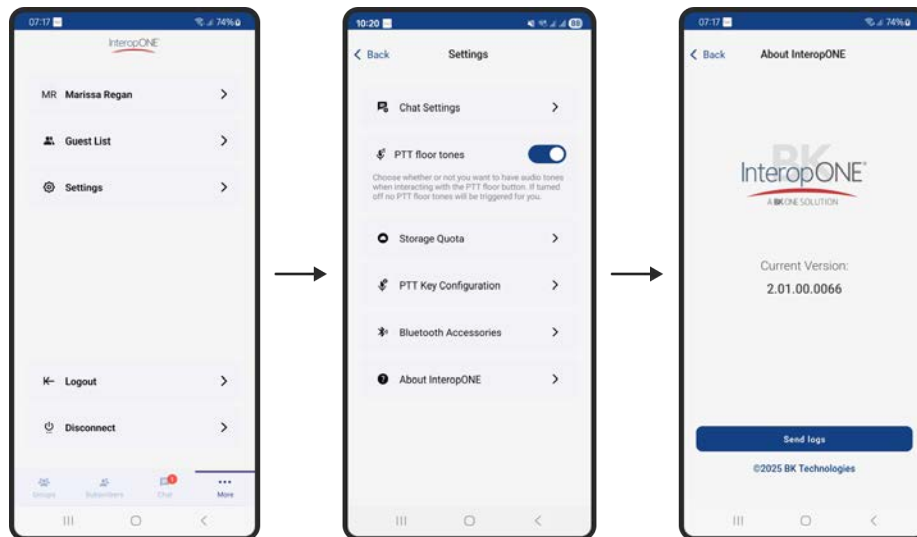 07:17
74%
InteropONE
MR Marissa Regan
Guest List
Settings
Logout
Disconnect
Groups
Subscribers
Chat
1
More
10:20
88
Back
Settings
Chat Settings
PTT floor tones
Choose whether or not you want to have audio tones
when interacting with the PTT floor button. If turned
off no PTT floor tones will be triggered for you.
Storage Quota
PTT Key Configuration
Bluetooth Accessories
About InteropONE
07:17
74%
Back
About InteropONE
BK
InteropONE®
A BK ONE SOLUTION
Current Version:
2.01.00.0066
Send logs
©2025 BK Technologies